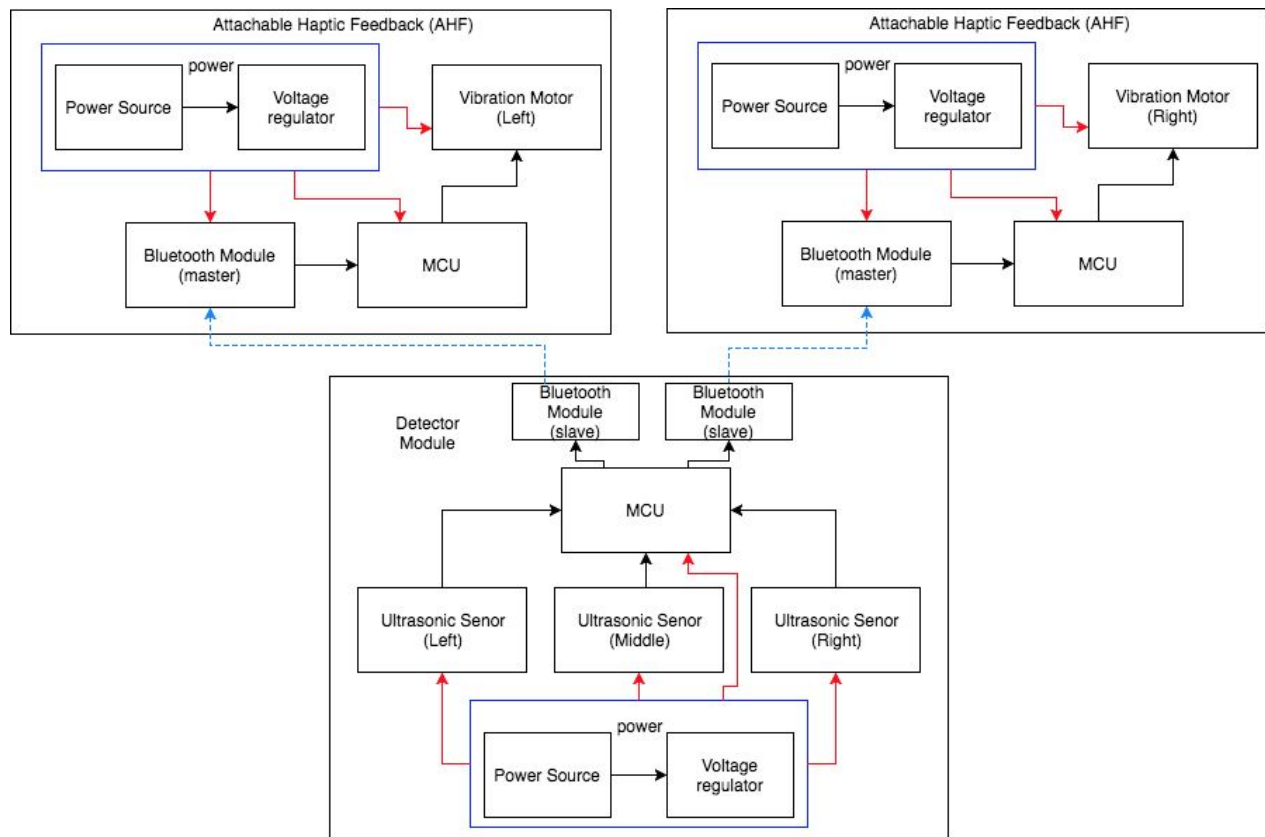 Attachable Haptic Feedback (AHF)
power
Power Source
Voltage
regulator
Vibration Motor
(Left)
Bluetooth Module
(master)
MCU
Attachable Haptic Feedback (AHF)
power
Power Source
Voltage
regulator
Vibration Motor
(Right)
Bluetooth Module
(master)
MCU
Detector
Module
Bluetooth
Module
(slave)
Bluetooth
Module
(slave)
MCU
Ultrasonic Senor
(Left)
Ultrasonic Senor
(Middle)
Ultrasonic Senor
(Right)
power
Power Source
Voltage
regulator